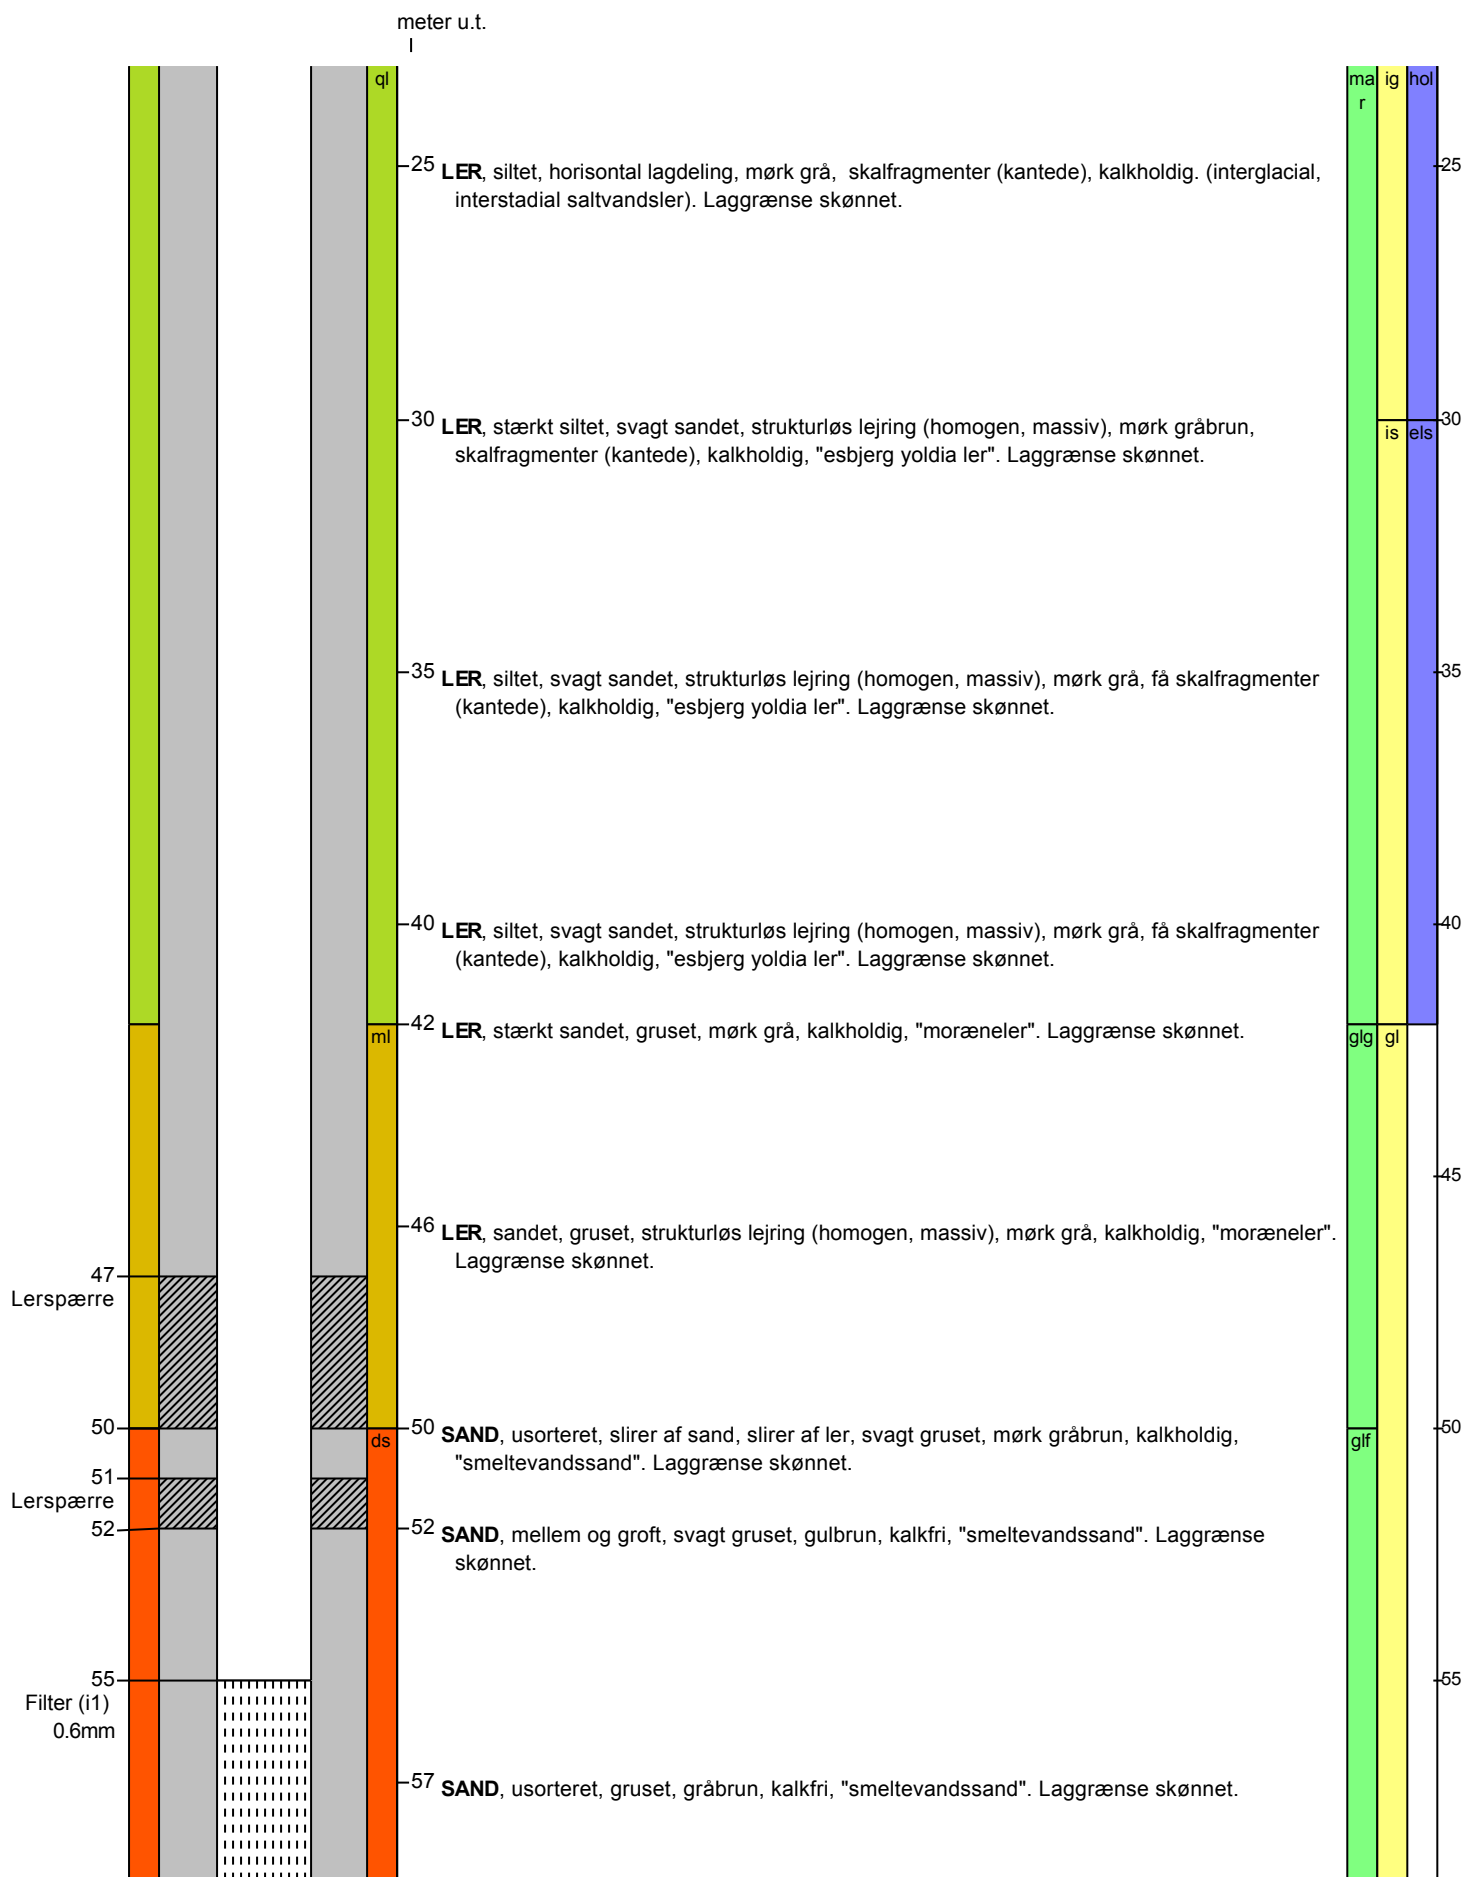 meter u.t.
ql
ma
r
ig
hol
25 LER, siltet, horisontal lagdeling, mørk grå, skalfragmenter (kantede), kalkholdig. (interglacial, 25
interstadial saltvandsler). Laggrænse skønnet.
30 LER, stærkt siltet, svagt sandet, strukturløs lejring (homogen, massiv), mørk gråbrun, 30
is els
skalfragmenter (kantede), kalkholdig, "esbjerg yoldia ler". Laggrænse skønnet.
35 LER, siltet, svagt sandet, strukturløs lejring (homogen, massiv), mørk grå, få skalfragmenter 35
(kantede), kalkholdig, "esbjerg yoldia ler". Laggrænse skønnet.
40 LER, siltet, svagt sandet, strukturløs lejring (homogen, massiv), mørk grå, få skalfragmenter 40
(kantede), kalkholdig, "esbjerg yoldia ler". Laggrænse skønnet.
42 LER, stærkt sandet, gruset, mørk grå, kalkholdig, "moræneler". Laggrænse skønnet.
ml glg gl
45
46 LER, sandet, gruset, strukturløs lejring (homogen, massiv), mørk grå, kalkholdig, "moræneler".
Laggrænse skønnet.
47
Lerspærre
50 50 SAND, usorteret, slirer af sand, slirer af ler, svagt gruset, mørk gråbrun, kalkholdig, 50
ds glf
"smeltevandssand". Laggrænse skønnet.
51
Lerspærre
52 52 SAND, mellem og groft, svagt gruset, gulbrun, kalkfri, "smeltevandssand". Laggrænse
skønnet.
55 55
Filter (i1)
0.6mm
57 SAND, usorteret, gruset, gråbrun, kalkfri, "smeltevandssand". Laggrænse skønnet.